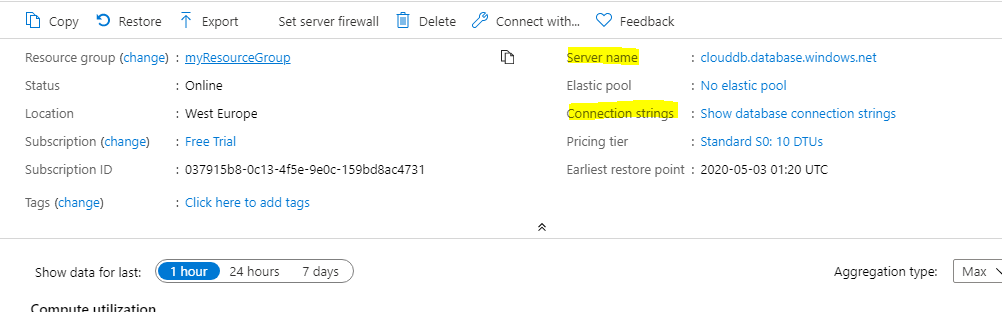 Copy Restore Export Set server firewall Delete Connect with... Feedback
Resource group (change) : myResourceGroup
Status : Online
Location : West Europe
Subscription (change) : Free Trial
Subscription ID : 037915b8-0c13-4f5e-9e0c-159bd8ac4731
Tags (change) : Click here to add tags
Server name : clouddb.database.windows.net
Elastic pool : No elastic pool
Connection strings : Show database connection strings
Pricing tier : Standard S0: 10 DTUs
Earliest restore point : 2020-05-03 01:20 UTC
Show data for last: 1 hour 24 hours 7 days Aggregation type: Max
Compute utilization